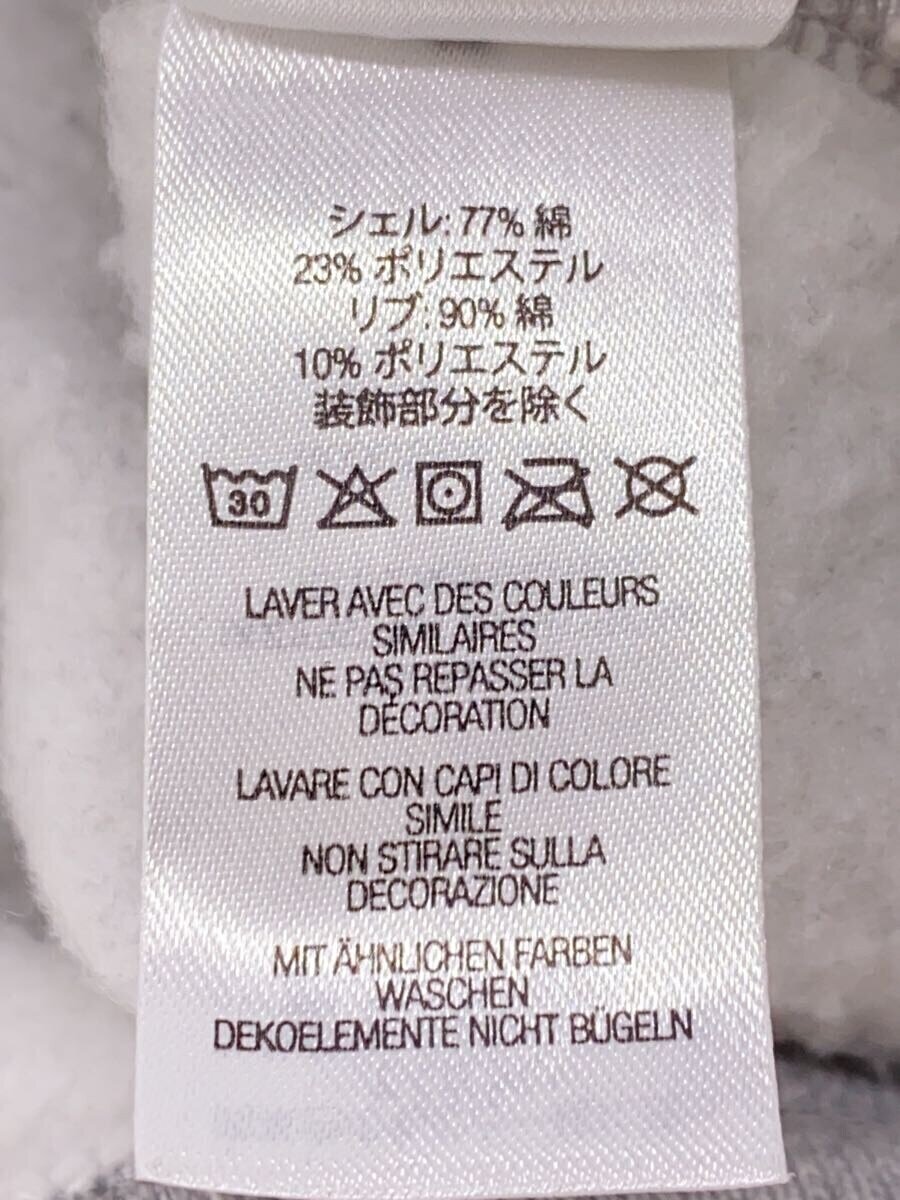 シェル: 77% 綿
23% ポリエステル
リブ: 90% 綿
10% ポリエステル
装飾部分を除く
30
LAVER AVEC DES COULEURS
SIMILAIRES
NE PAS REPASSER LA
DÉCORATION
LAVARE CON CAPI DI COLORE
SIMILE
NON STIRARE SULLA
DECORAZIONE
MIT ÄHNLICHEN FARBEN
WASCHEN
DEKOELEMENTE NICHT BÜGELN